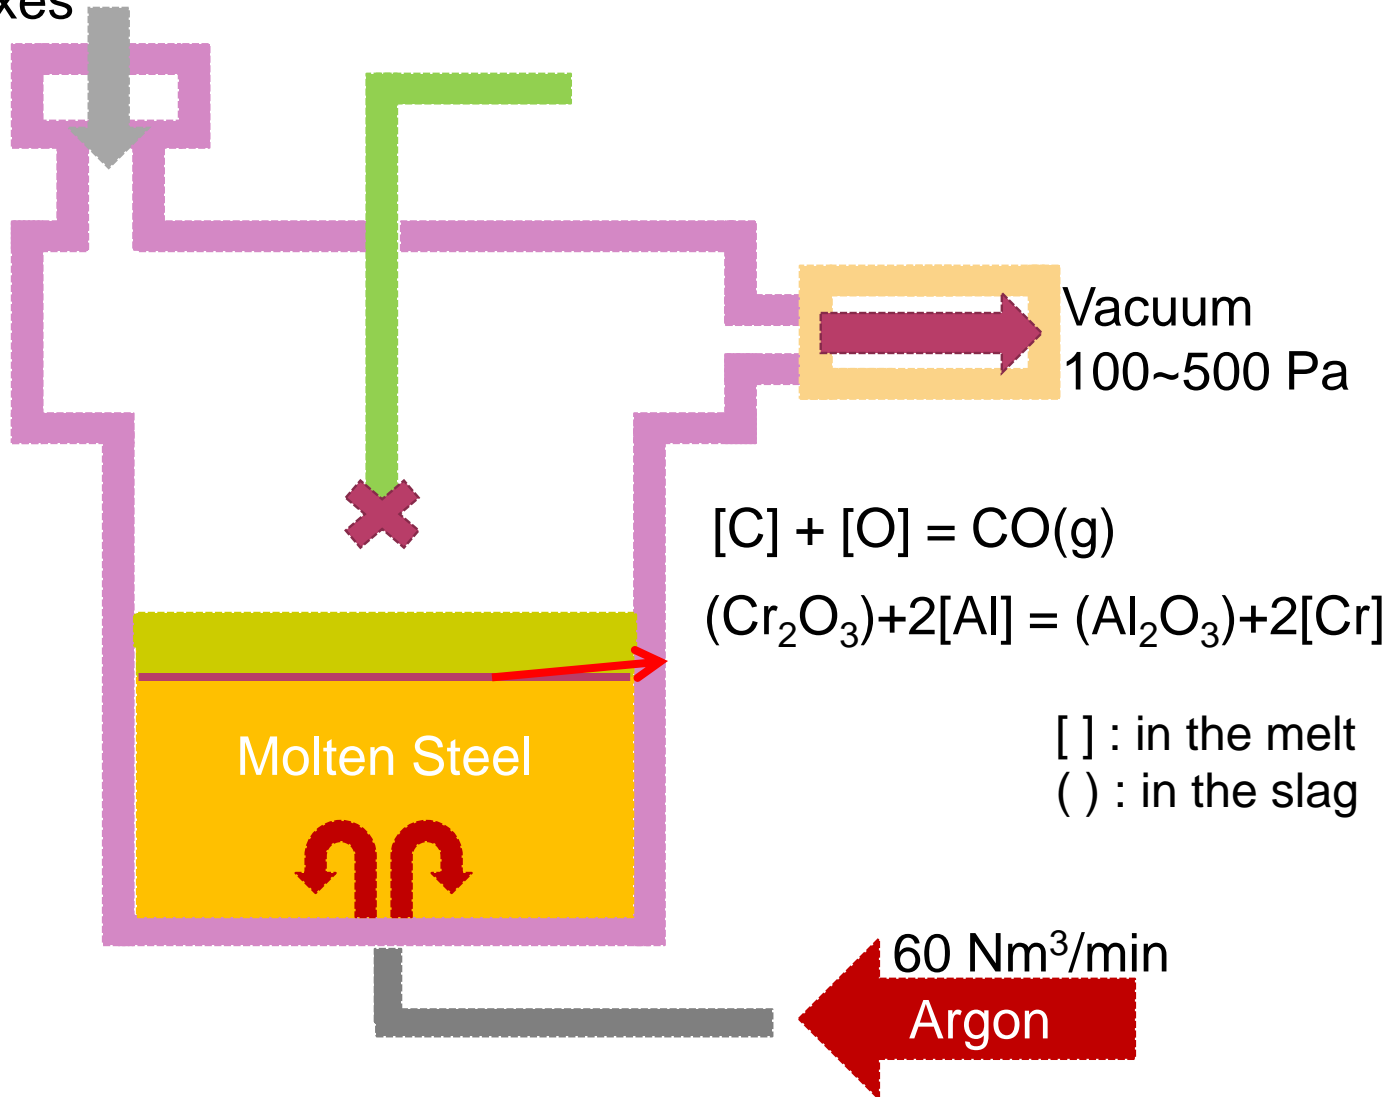 xes
Vacuum
100~500 Pa
[C] + [O] = CO(g)
(Cr₂O₃)+2[Al] = (Al₂O₃)+2[Cr]
Molten Steel
[ ] : in the melt
( ) : in the slag
60 Nm³/min
Argon